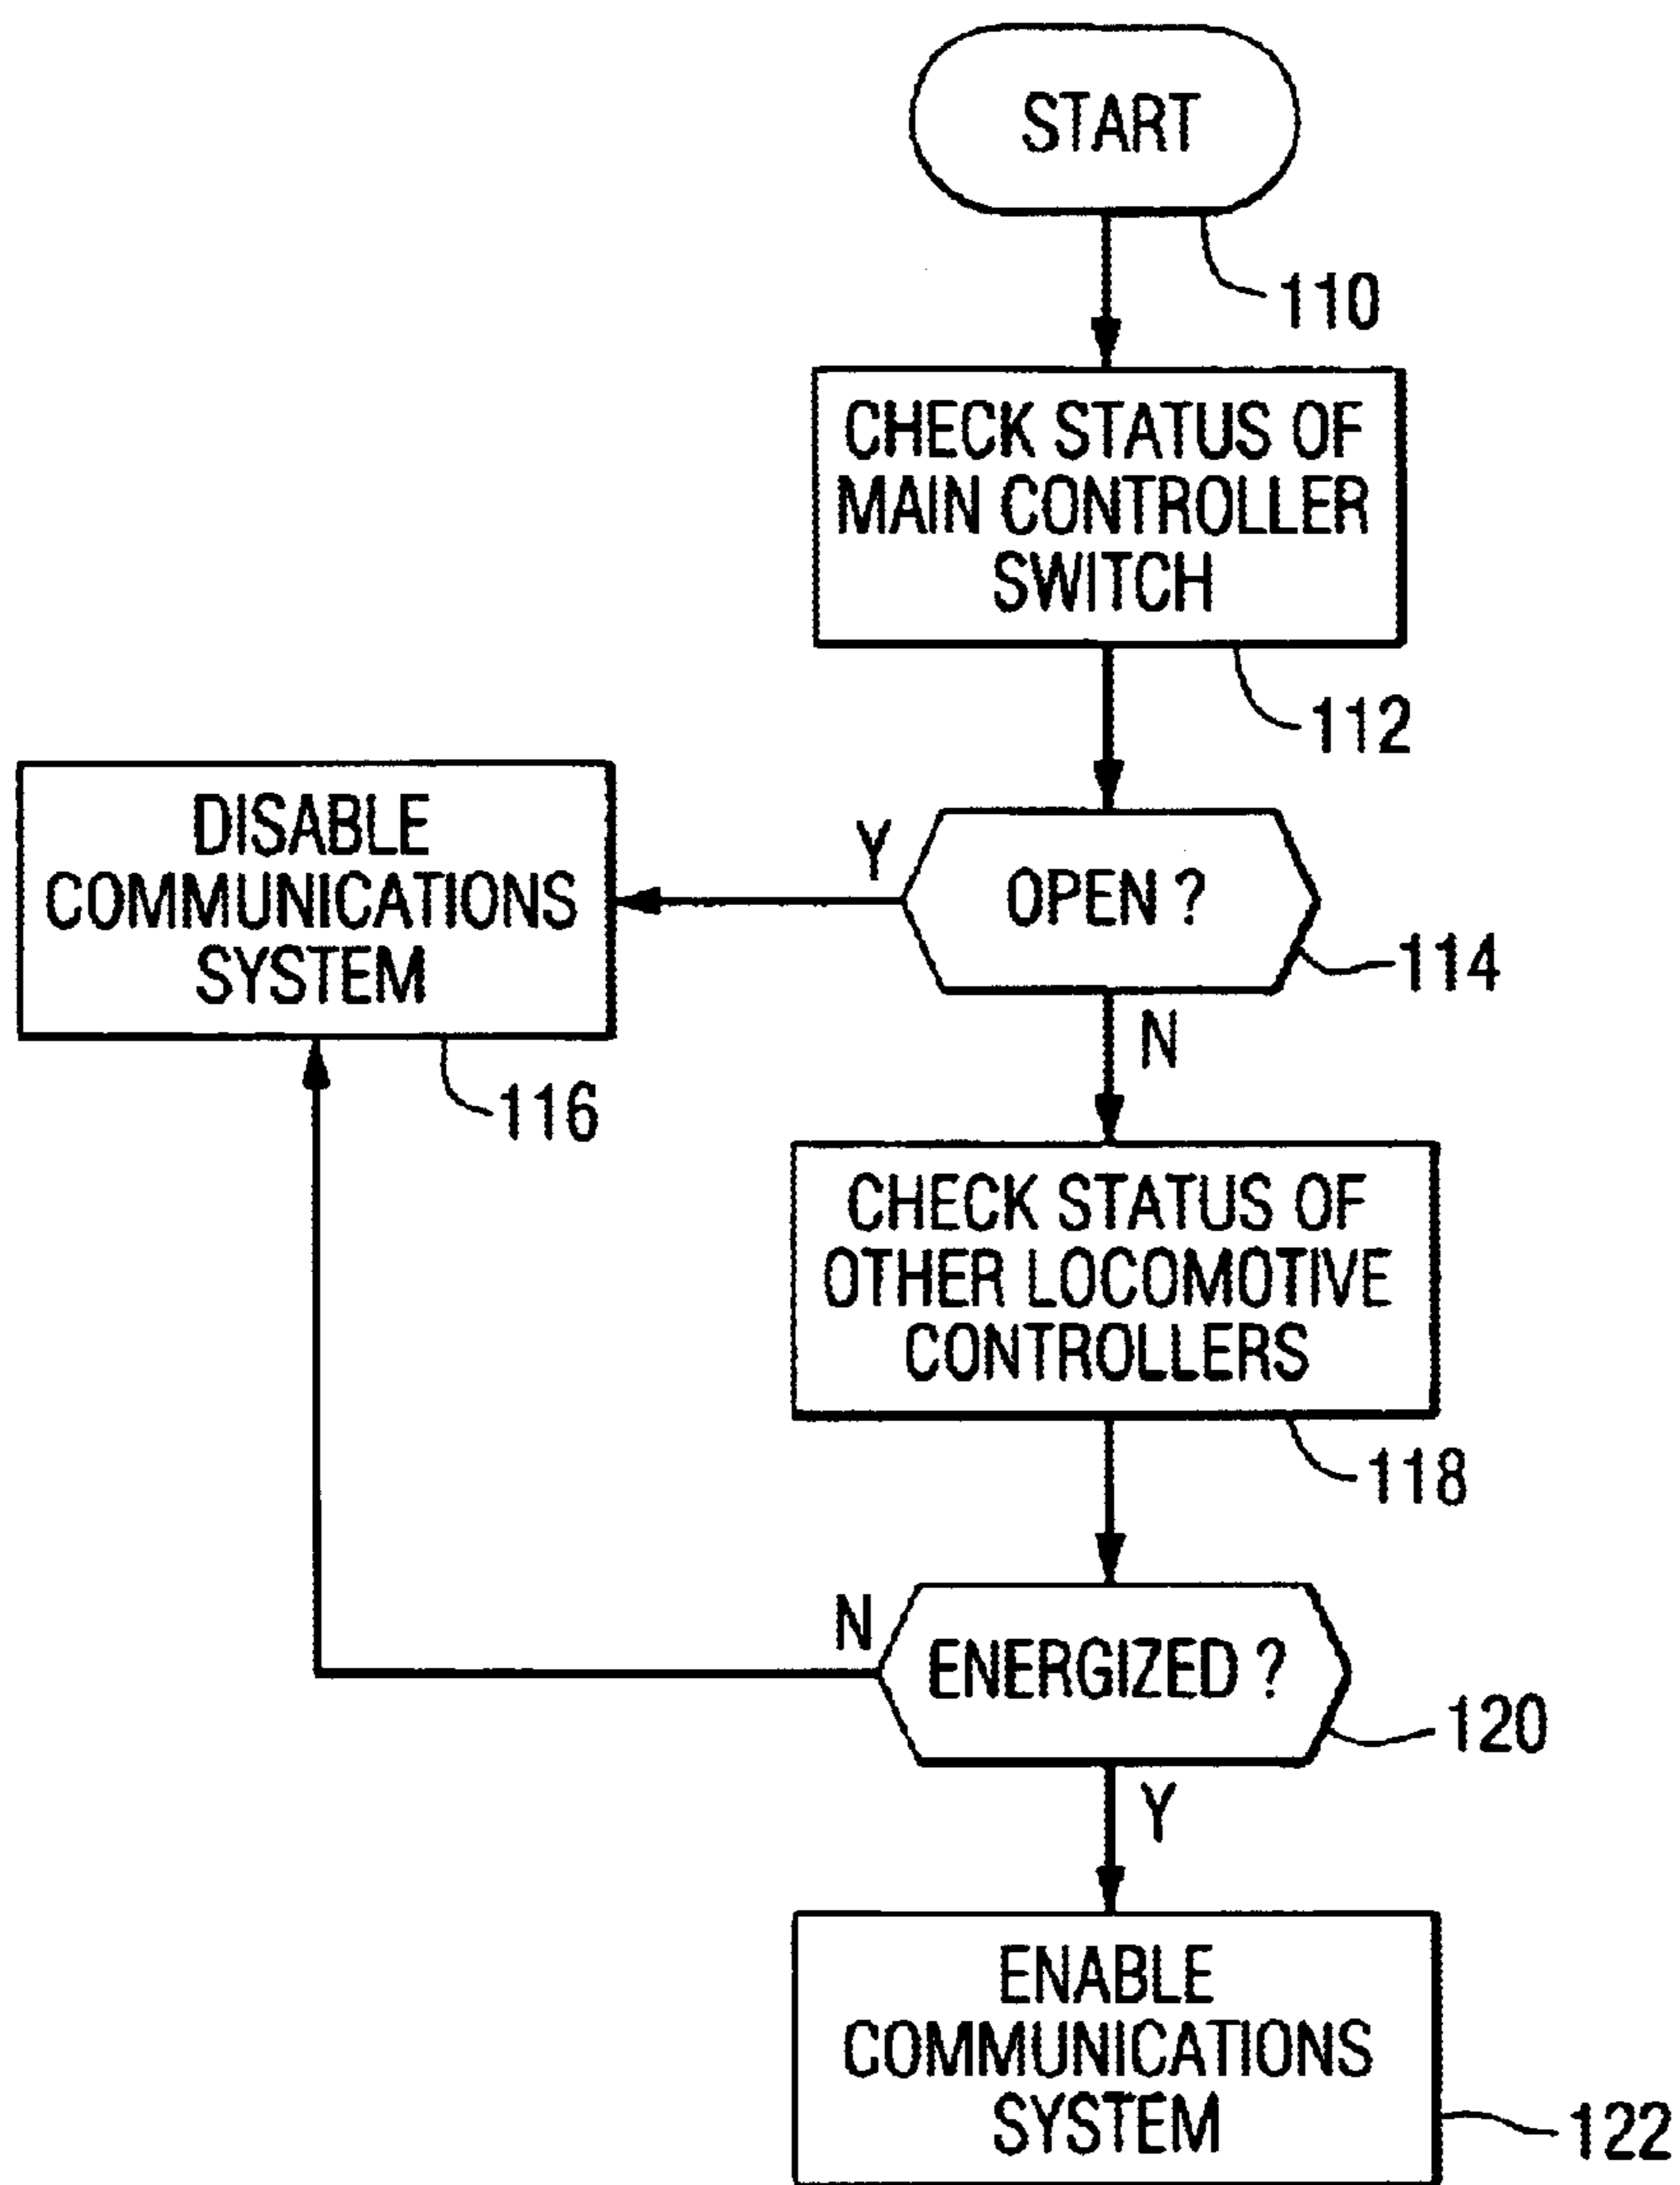 START
110
CHECK STATUS OF
MAIN CONTROLLER
SWITCH
112
OPEN ?
Y
114
N
DISABLE
COMMUNICATIONS
SYSTEM
116
CHECK STATUS OF
OTHER LOCOMOTIVE
CONTROLLERS
118
ENERGIZED ?
N
120
Y
ENABLE
COMMUNICATIONS
SYSTEM
122